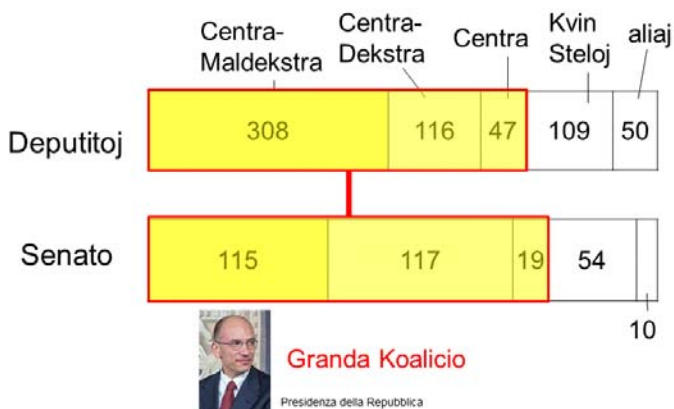 Centra-
Maldekstra
Centra-
Dekstra
Centra
Kvin
Steloj
aliaj
Deputitoj
308
116
47
109
50
Senato
115
117
19
54
10
Granda Koalicio
Presidenza della Repubblica